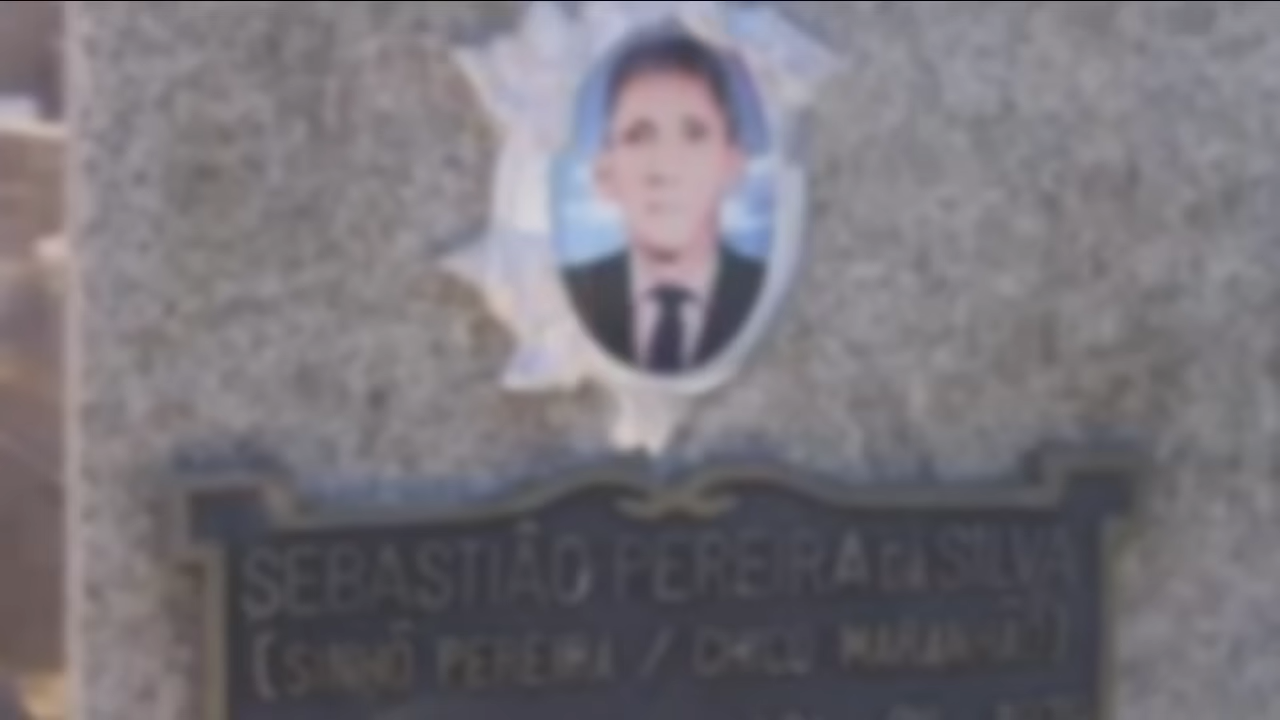 SEBASTIÃO PEREIRA DA SILVA
(SINHÔ PEREIRA / CHICO MARANHÃO)